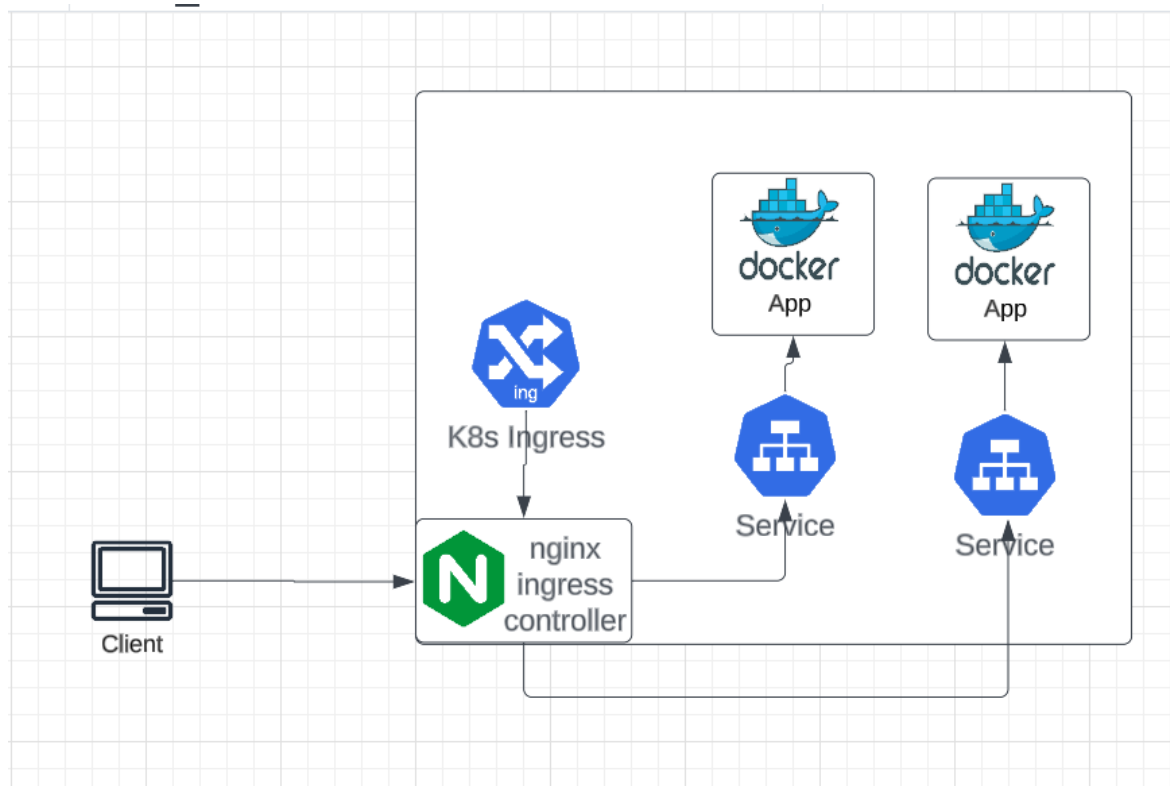 docker
App
docker
App
ing
K8s Ingress
Service
Service
N
nginx
ingress
controller
Client